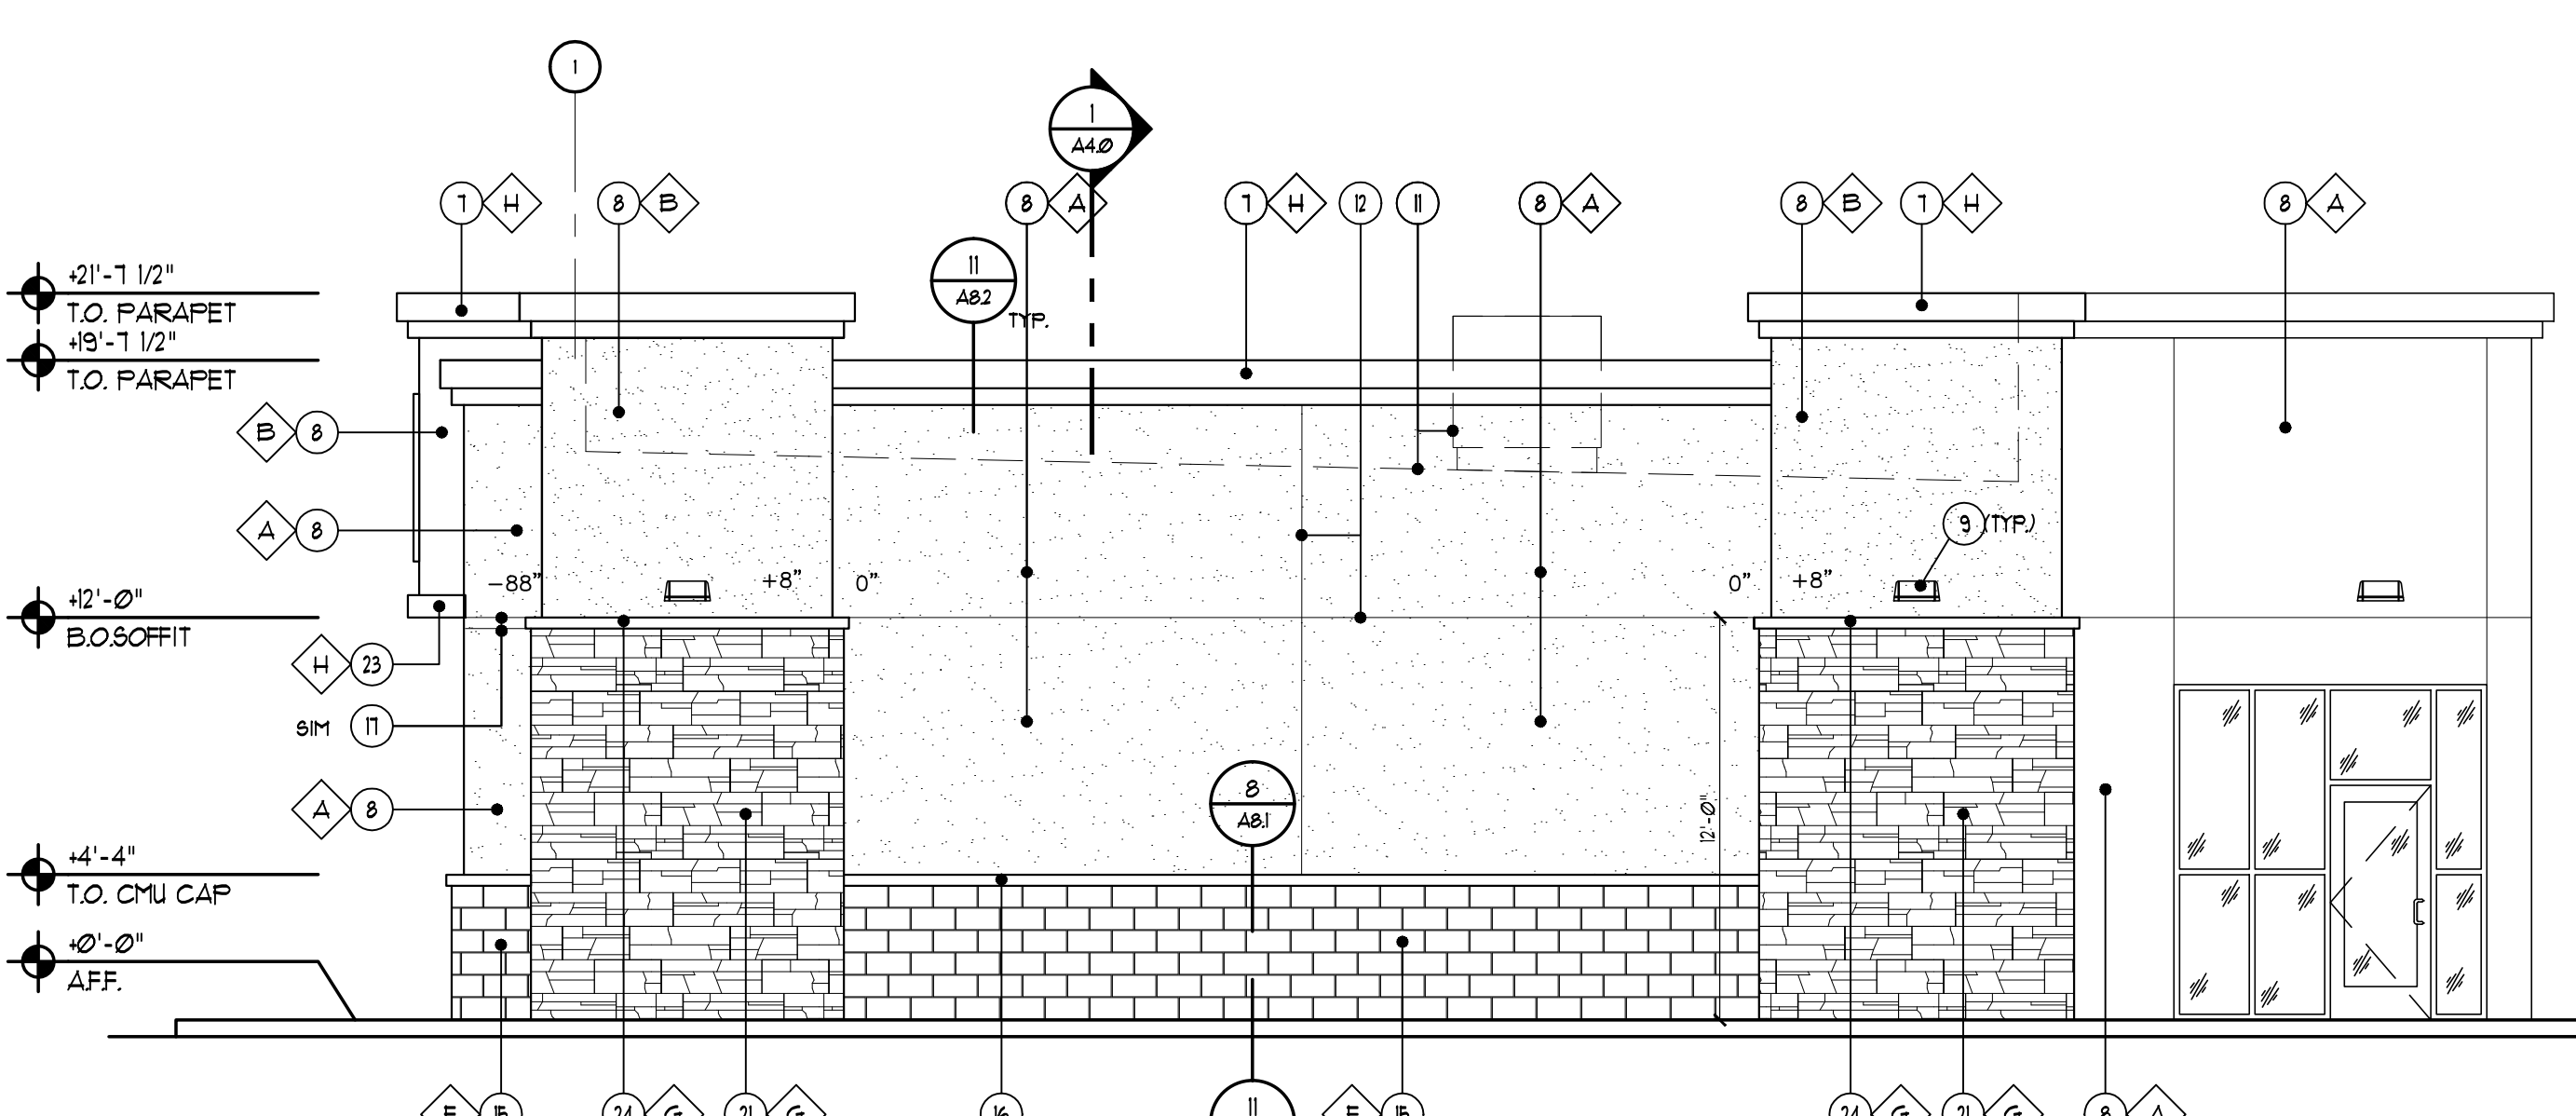 1
1
A4.0
7 H
8 B
8 A
7 H
12
11
8 A
8 B
7 H
8 A
11
A8.2
TYP.
+21'-7 1/2"
T.O. PARAPET
+19'-7 1/2"
T.O. PARAPET
B 8
A 8
9 (TYP.)
-88"
+8"
0"
0"
+8"
+12'-0"
B.O.SOFFIT
H 23
SIM 17
A 8
8
A8.1
12'-0"
+4'-4"
T.O. CMU CAP
+0'-0"
A.F.F.
15
24 G
21 G
16
11
15
24 G
21 G
8 A